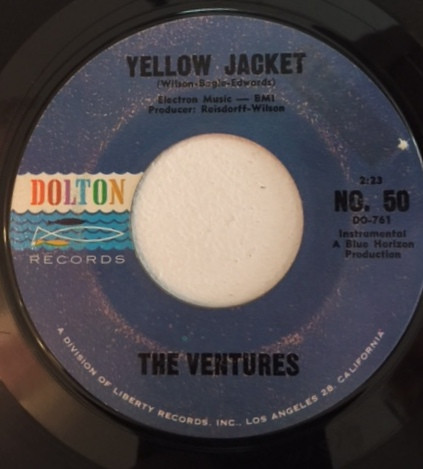 YELLOW JACKET
(Wilson-Bogle-Edwards)
Electron Music — BMI
Producer: Reisdorff-Wilson
DOLTON
RECORDS
2:23
NO. 50
DO-761
Instrumental
A Blue Horizon
Production
THE VENTURES
A DIVISION OF LIBERTY RECORDS, INC., LOS ANGELES 28, CALIFORNIA